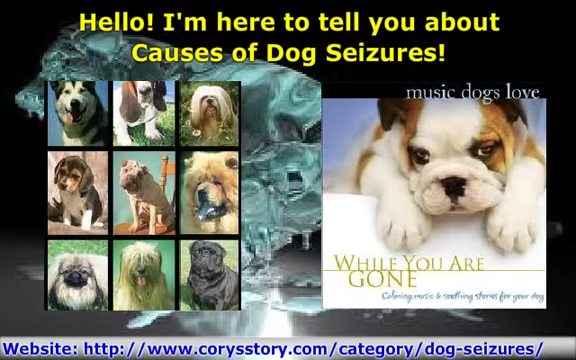 Hello! I'm here to tell you about
Causes of Dog Seizures!
music dogs love
WHILE YOU ARE
GONE
Calming music & soothing stories for your dog
Website: http://www.corysstory.com/category/dog-seizures/